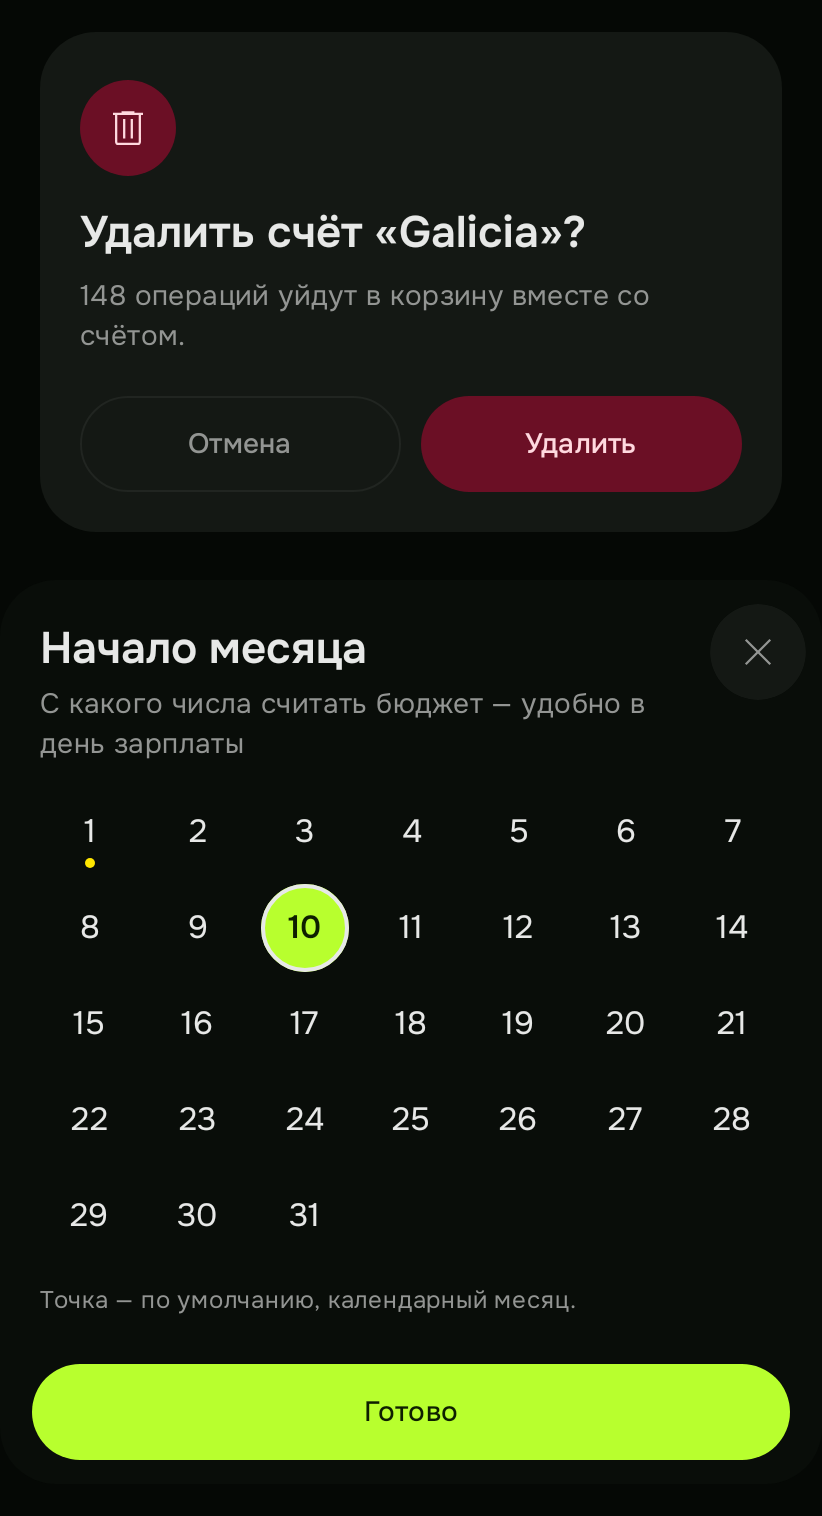 Удалить счёт «Galicia»?
148 операций уйдут в корзину вместе со
счётом.
Отмена Удалить
Начало месяца
С какого числа считать бюджет — удобно в
день зарплаты
1 2 3 4 5 6 7
8 9 10 11 12 13 14
15 16 17 18 19 20 21
22 23 24 25 26 27 28
29 30 31
Точка — по умолчанию, календарный месяц.
Готово